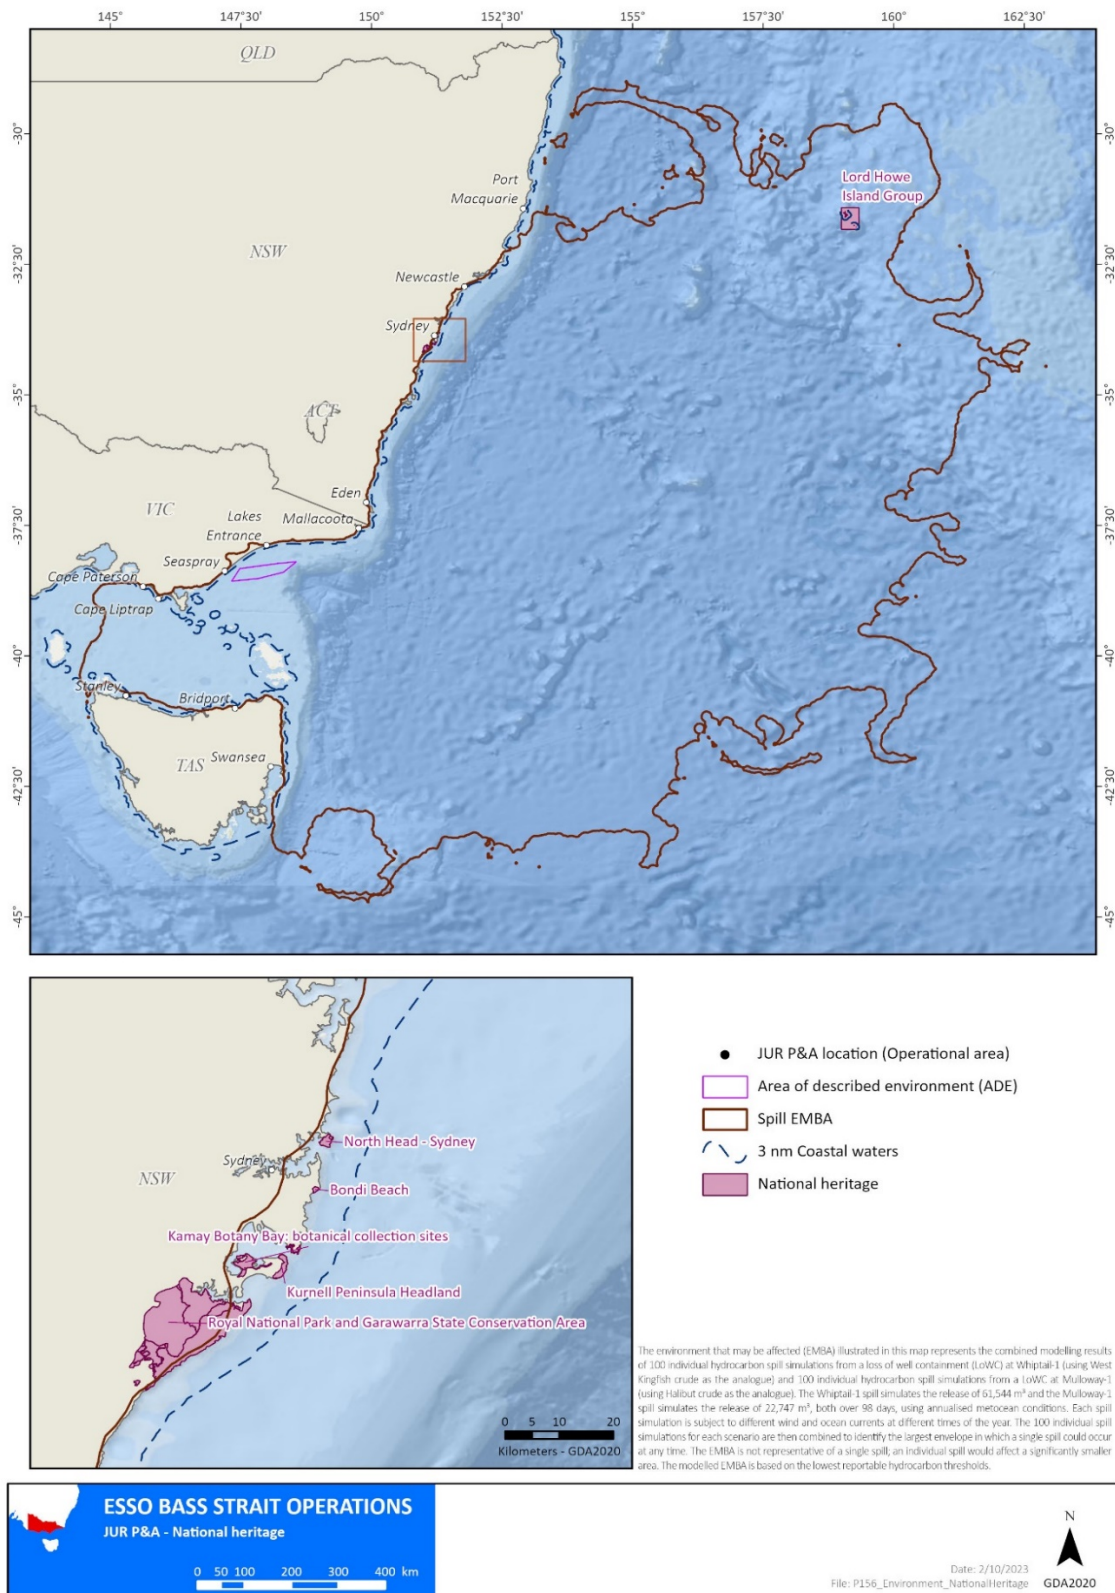 145° 147°30' 150° 152°30' 155° 157°30' 160° 162°30'
QLD
-30° -30°
Port
Macquarie
Lord Howe
Island Group
NSW
-32°30' -32°30'
Newcastle
Sydney
-35° -35°
ACT
Eden
VIC
Lakes
Entrance
Mallacoota
-37°30' -37°30'
Seaspray
Cape Paterson
Cape Liptrap
-40° -40°
Stanley
Bridport
TAS
Swansea
-42°30' -42°30'
-45° -45°
North Head - Sydney
Sydney
NSW
Bondi Beach
Kamay Botany Bay: botanical collection sites
Kurnell Peninsula Headland
Royal National Park and Garawarra State Conservation Area
0 5 10 20
Kilometers - GDA2020
JUR P&A location (Operational area)
Area of described environment (ADE)
Spill EMBA
3 nm Coastal waters
National heritage
The environment that may be affected (EMBA) illustrated in this map represents the combined modelling results
of 100 individual hydrocarbon spill simulations from a loss of well containment (LoWC) at Whiptail-1 (using West
Kingfish crude as the analogue) and 100 individual hydrocarbon spill simulations from a LoWC at Mulloway-1
(using Halibut crude as the analogue). The Whiptail-1 spill simulates the release of 61,544 m³ and the Mulloway-1
spill simulates the release of 22,747 m³, both over 98 days, using annualised metocean conditions. Each spill
simulation is subject to different wind and ocean currents at different times of the year. The 100 individual spill
simulations for each scenario are then combined to identify the largest envelope in which a single spill could occur
at any time. The EMBA is not representative of a single spill; an individual spill would affect a significantly smaller
area. The modelled EMBA is based on the lowest reportable hydrocarbon thresholds.
ESSO BASS STRAIT OPERATIONS
JUR P&A - National heritage
0 50 100 200 300 400 km
N
Date: 2/10/2023
File: P156_Environment_NationalHeritage
GDA2020